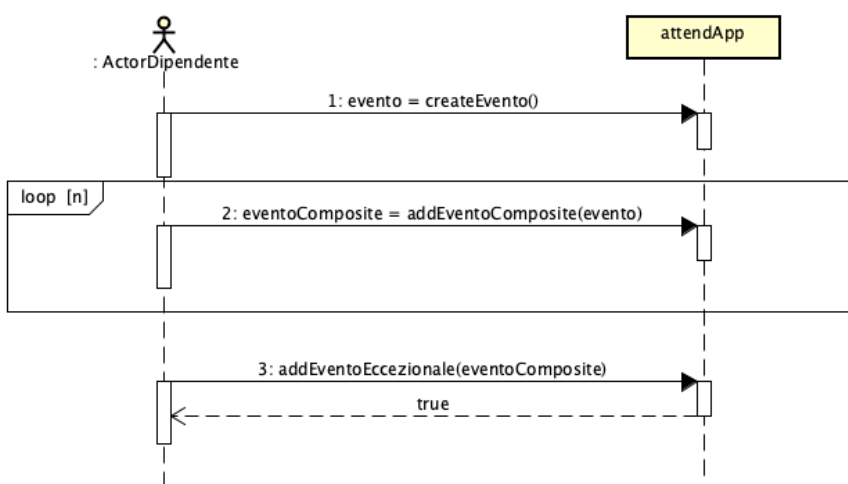 attendApp
: ActorDipendente
1: evento = createEvento()
loop [n]
2: eventoComposite = addEventoComposite(evento)
3: addEventoEccezionale(eventoComposite)
true